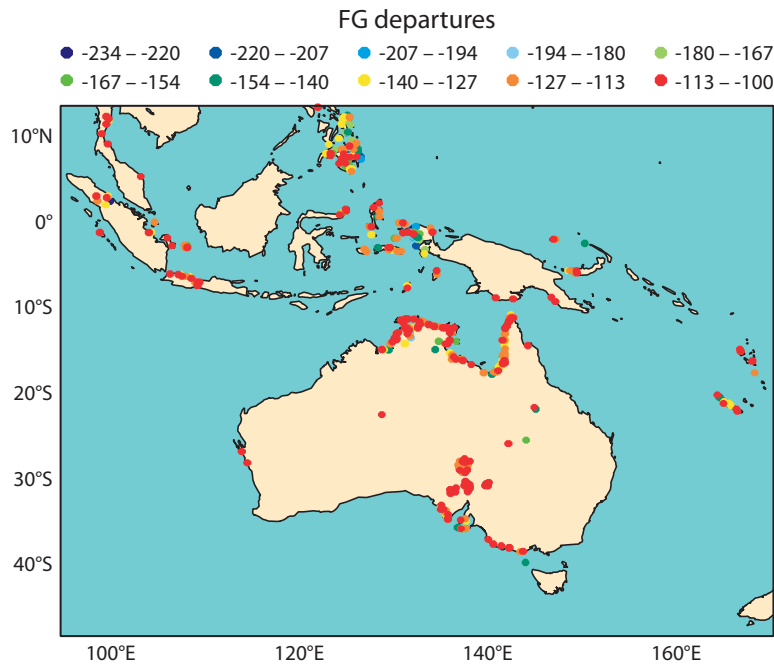 FG departures
-234 – -220 -220 – -207 -207 – -194 -194 – -180 -180 – -167
-167 – -154 -154 – -140 -140 – -127 -127 – -113 -113 – -100
10°N
0°
10°S
20°S
30°S
40°S
100°E 120°E 140°E 160°E